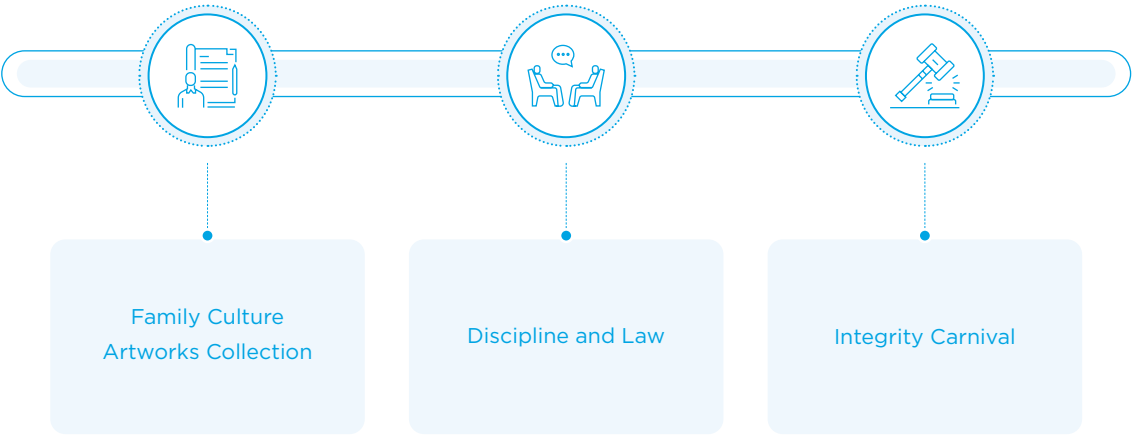 Family Culture
Artworks Collection
Discipline and Law
Integrity Carnival